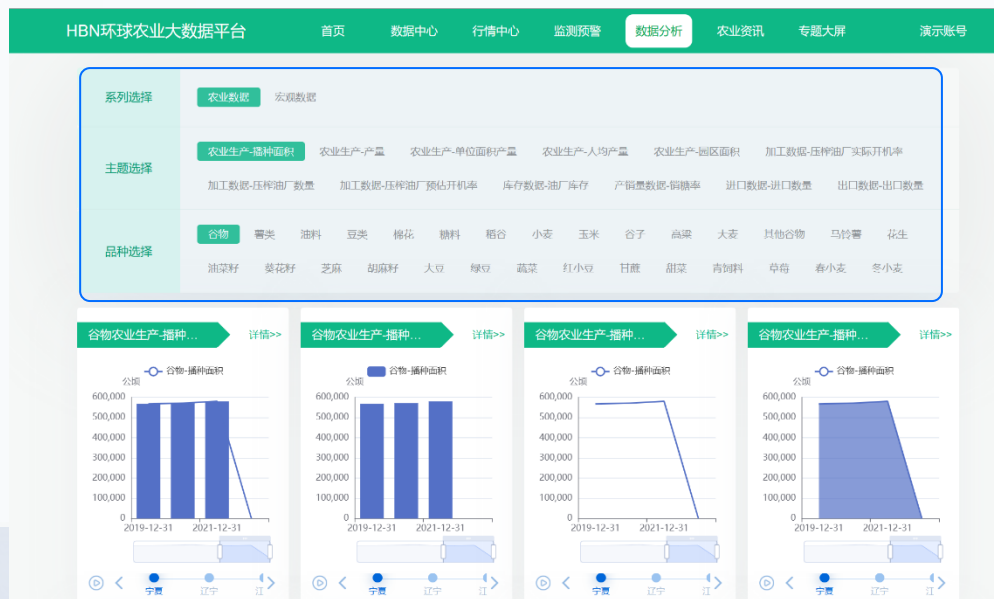 HBN环球农业大数据平台 首页 数据中心 行情中心 监测预警 数据分析 农业资讯 专题大屏 演示账号
系列选择 农业数据 宏观数据
主题选择
农业生产-播种面积 农业生产-产量 农业生产-单位面积产量 农业生产-人均产量 农业生产-园区面积 加工数据-压榨油厂实际开机率
加工数据-压榨油厂数量 加工数据-压榨油厂预估开机率 库存数据-油厂库存 产销量数据-销糖率 进口数据-进口数量 出口数据-出口数量
品种选择
谷物 薯类 油料 豆类 棉花 糖料 稻谷 小麦 玉米 谷子 高粱 大麦 其他谷物 马铃薯 花生
油菜籽 葵花籽 芝麻 胡麻籽 大豆 绿豆 蔬菜 红小豆 甘蔗 甜菜 青饲料 草莓 春小麦 冬小麦
谷物农业生产-播种... 详情>> 谷物农业生产-播种... 详情>> 谷物农业生产-播种... 详情>> 谷物农业生产-播种... 详情>>
谷物-播种面积 谷物-播种面积 谷物-播种面积 谷物-播种面积
公顷 公顷 公顷 公顷
600,000 600,000 600,000 600,000
500,000 500,000 500,000 500,000
400,000 400,000 400,000 400,000
300,000 300,000 300,000 300,000
200,000 200,000 200,000 200,000
100,000 100,000 100,000 100,000
0 0 0 0
2019-12-31 2021-12-31 2019-12-31 2021-12-31 2019-12-31 2021-12-31 2019-12-31 2021-12-31
宁夏 辽宁 江 宁夏 辽宁 江 宁夏 辽宁 江 宁夏 辽宁 江